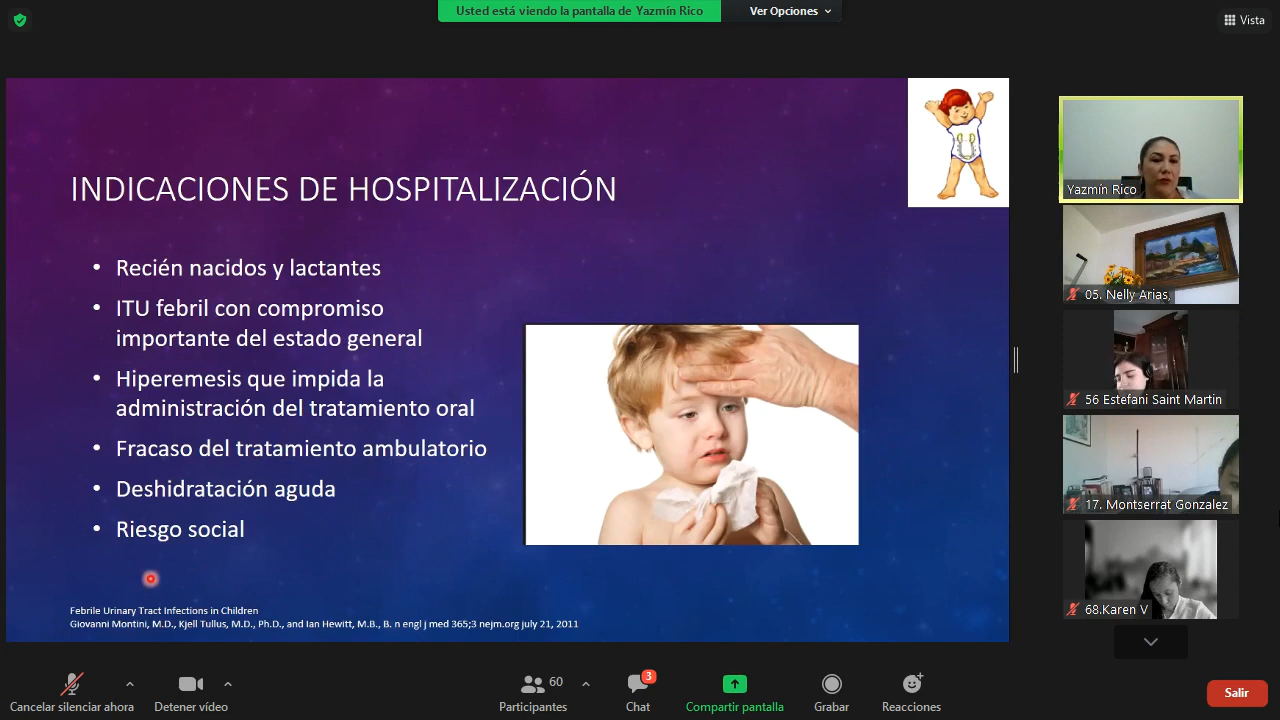 Usted está viendo la pantalla de Yazmín Rico
Ver Opciones
Vista
INDICACIONES DE HOSPITALIZACIÓN
• Recién nacidos y lactantes
• ITU febril con compromiso
importante del estado general
• Hiperemesis que impida la
administración del tratamiento oral
• Fracaso del tratamiento ambulatorio
• Deshidratación aguda
• Riesgo social
Febrile Urinary Tract Infections in Children
Giovanni Montini, M.D., Kjell Tullus, M.D., Ph.D., and Ian Hewitt, M.B., B. n engl j med 365;3 nejm.org july 21, 2011
Yazmín Rico
05. Nelly Arias,
56 Estefani Saint Martin
17. Montserrat Gonzalez
68.Karen V
Cancelar silenciar ahora
Detener vídeo
60
Participantes
3
Chat
Compartir pantalla
Grabar
Reacciones
Salir